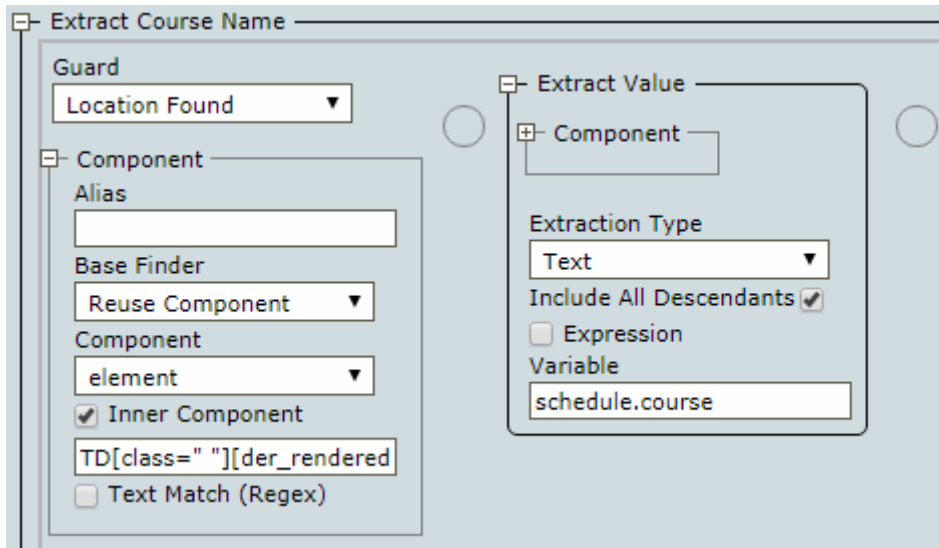 Extract Course Name
Guard
Location Found
Component
Alias
Base Finder
Reuse Component
Component
element
Inner Component
TD[class=" "][der_rendered
Text Match (Regex)
Extract Value
Component
Extraction Type
Text
Include All Descendants
Expression
Variable
schedule.course